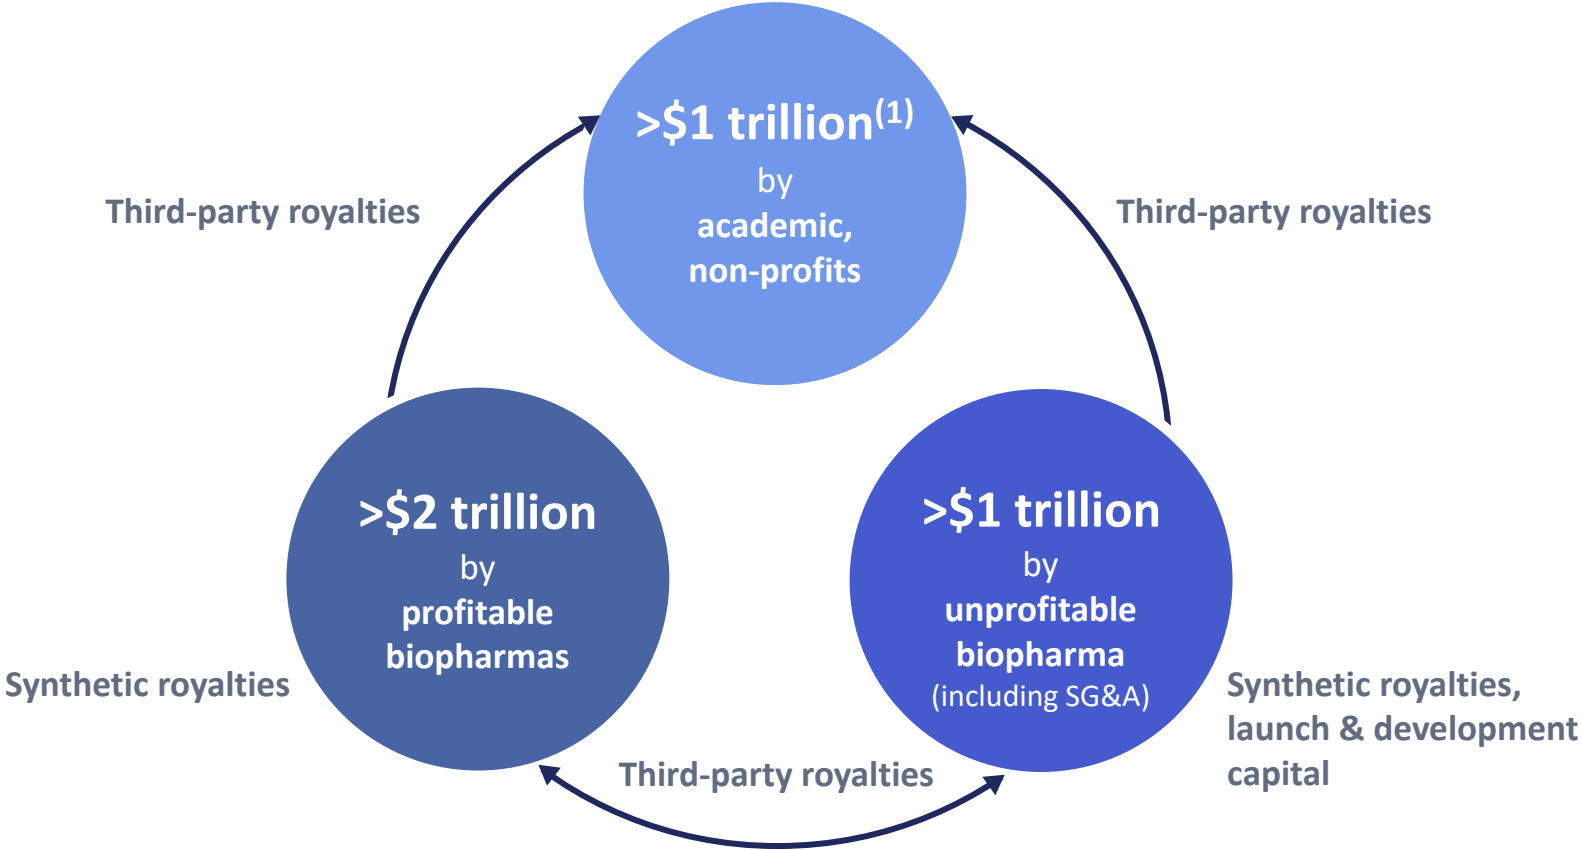 >$1 trillion(1)
by
academic,
non-profits
Third-party royalties
Third-party royalties
>$2 trillion
by
profitable
biopharmas
>$1 trillion
by
unprofitable
biopharma
(including SG&A)
Synthetic royalties
Synthetic royalties,
launch & development
capital
Third-party royalties